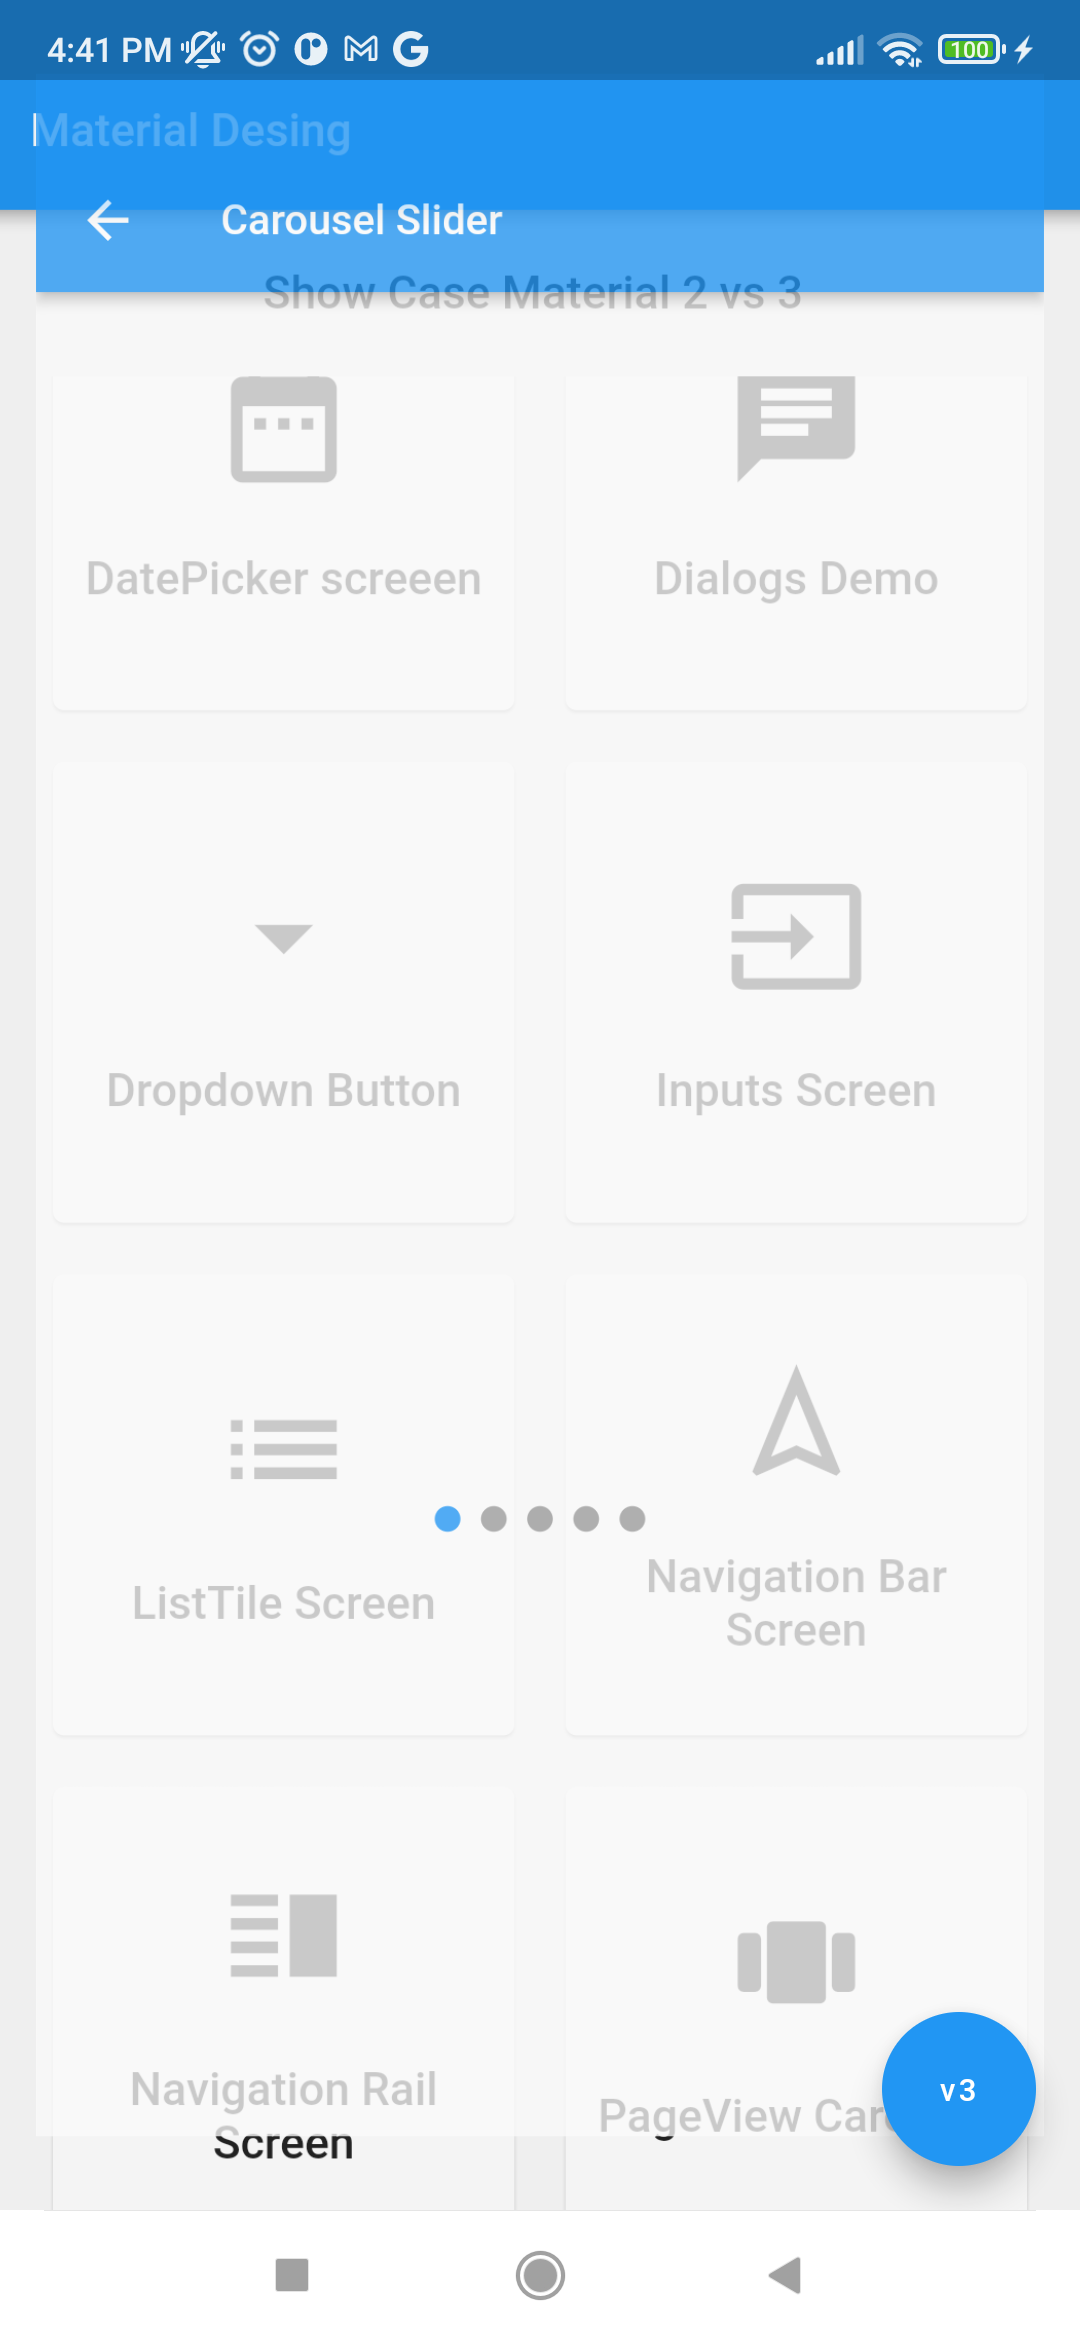 4:41 PM
100
Material Desing
Carousel Slider
Show Case Material 2 vs 3
DatePicker screeen
Dialogs Demo
Dropdown Button
Inputs Screen
ListTile Screen
Navigation Bar
Screen
Navigation Rail
Screen
PageView
v3